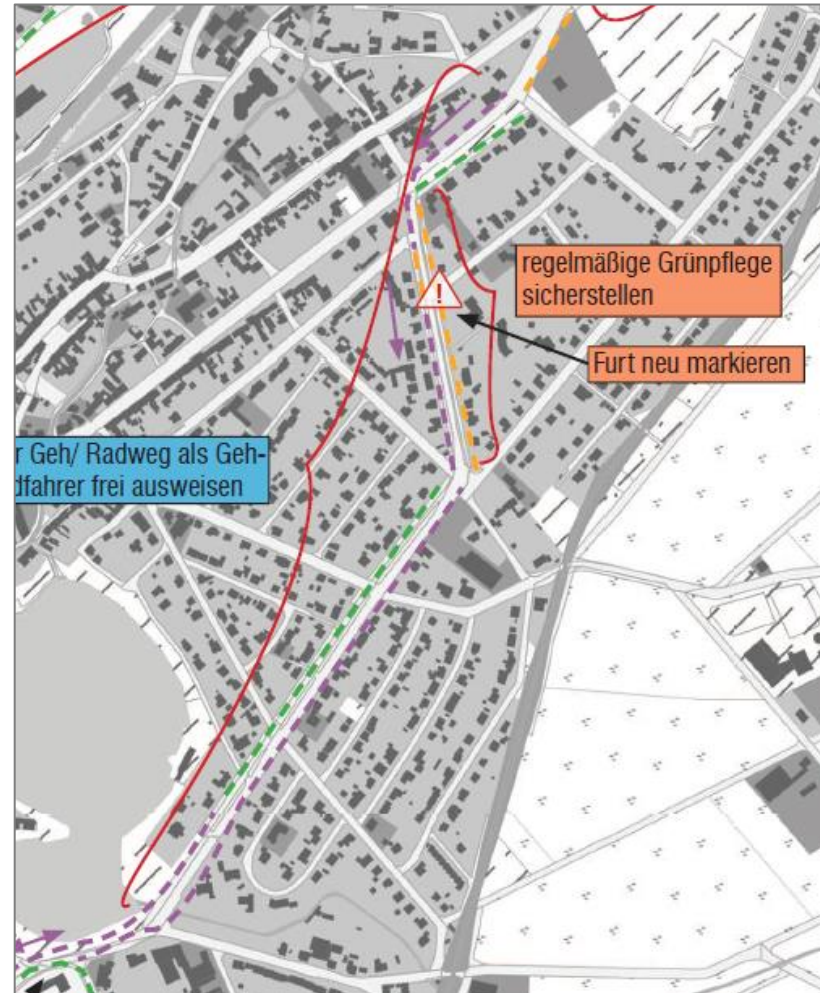 regelmäßige Grünpflege
sicherstellen
!
Furt neu markieren
r Geh/ Radweg als Geh-
dfahrer frei ausweisen